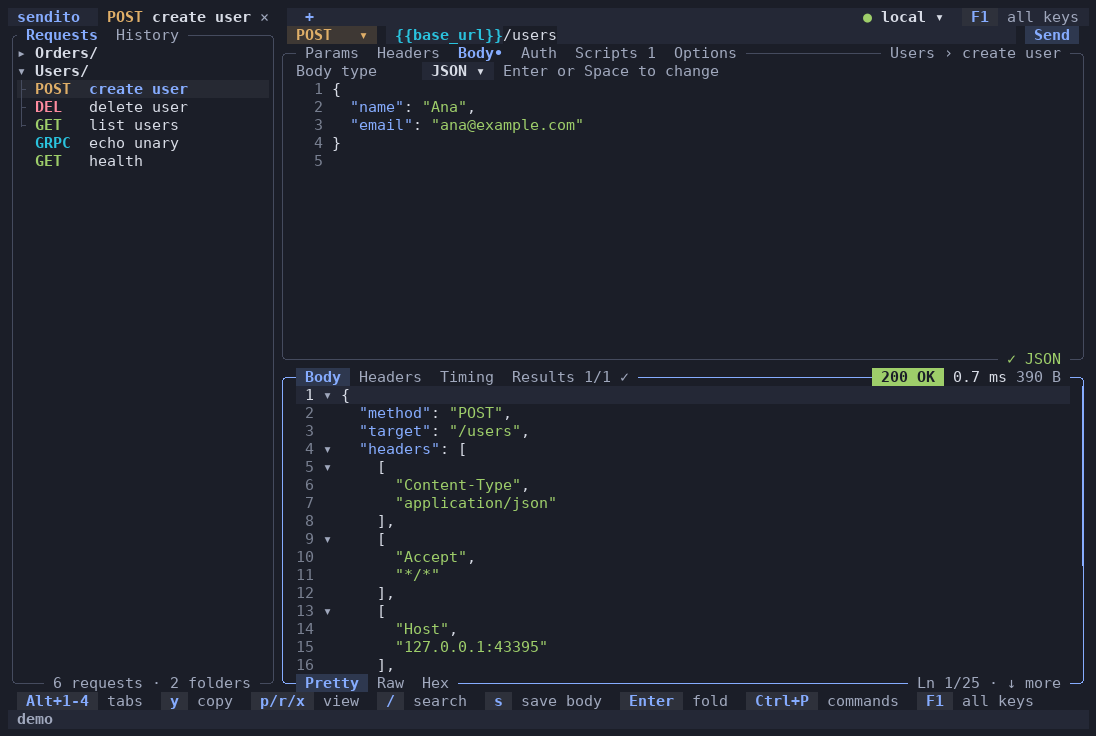 sendito POST create user × + ● local ▾ F1 all keys
Requests History POST ▾ {{base_url}}/users Send
▸ Orders/ Params Headers Body• Auth Scripts 1 Options Users › create user
▾ Users/ Body type JSON ▾ Enter or Space to change
POST create user 1 {
DEL delete user 2 "name": "Ana",
GET list users 3 "email": "ana@example.com"
GRPC echo unary 4 }
GET health 5
✓ JSON
Body Headers Timing Results 1/1 ✓ 200 OK 0.7 ms 390 B
1 ▾ {
2 "method": "POST",
3 "target": "/users",
4 ▾ "headers": [
5 ▾ [
6 "Content-Type",
7 "application/json"
8 ],
9 ▾ [
10 "Accept",
11 "*/*"
12 ],
13 ▾ [
14 "Host",
15 "127.0.0.1:43395"
16 ],
6 requests · 2 folders Pretty Raw Hex Ln 1/25 · ↓ more
Alt+1-4 tabs y copy p/r/x view / search s save body Enter fold Ctrl+P commands F1 all keys
demo